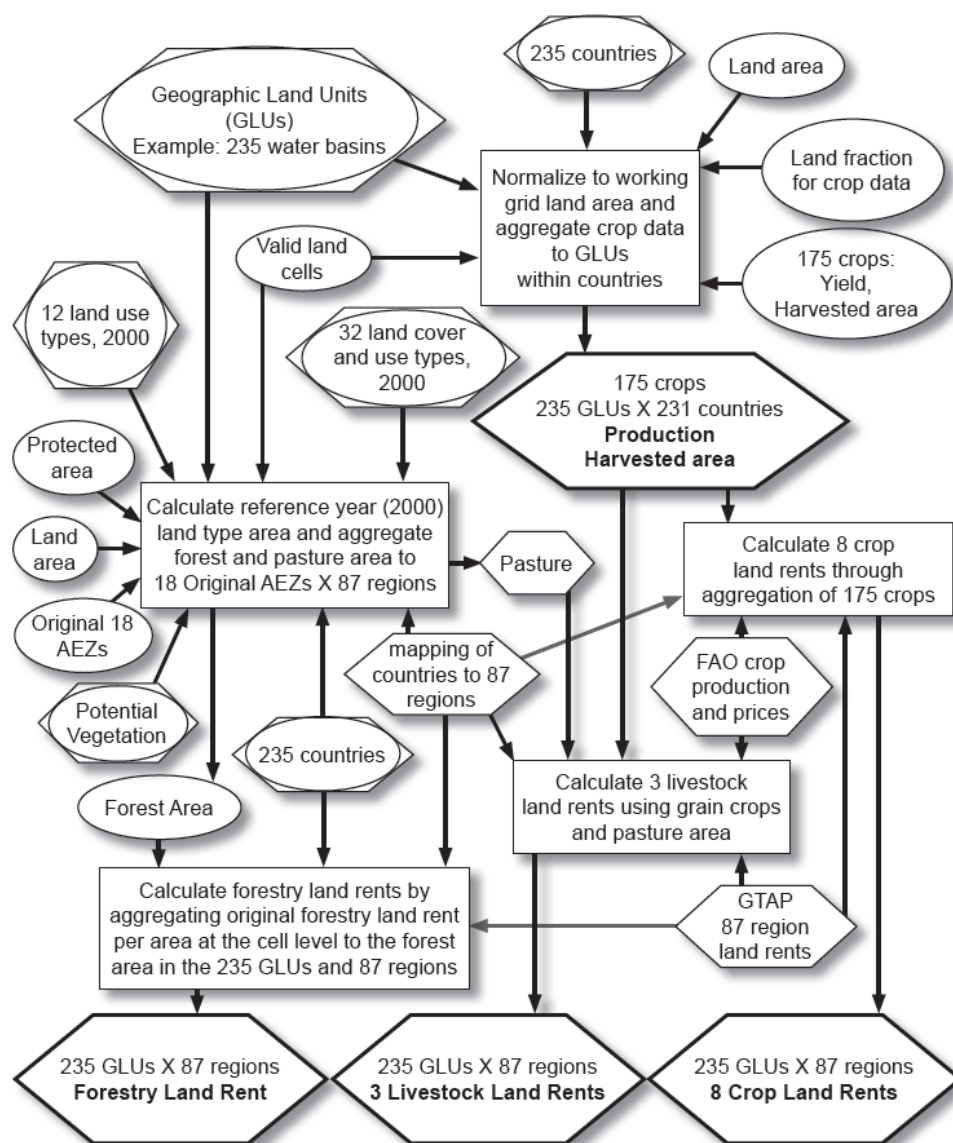 235 countries
Land area
Geographic Land Units
(GLUs)
Example: 235 water basins
Land fraction
for crop data
Normalize to working
grid land area and
aggregate crop data
to GLUs
within countries
Valid land
cells
175 crops:
Yield,
Harvested area
12 land use
types, 2000
32 land cover
and use types,
2000
175 crops
235 GLUs X 231 countries
Production
Harvested area
Protected
area
Calculate reference year (2000)
land type area and aggregate
forest and pasture area to
18 Original AEZs X 87 regions
Land
area
Pasture
Calculate 8 crop
land rents through
aggregation of 175 crops
Original 18
AEZs
mapping of
countries to 87
regions
FAO crop
production
and prices
Potential
Vegetation
235 countries
Calculate 3 livestock
land rents using grain crops
and pasture area
Forest Area
Calculate forestry land rents by
aggregating original forestry land rent
per area at the cell level to the forest
area in the 235 GLUs and 87 regions
GTAP
87 region
land rents
235 GLUs X 87 regions
Forestry Land Rent
235 GLUs X 87 regions
3 Livestock Land Rents
235 GLUs X 87 regions
8 Crop Land Rents